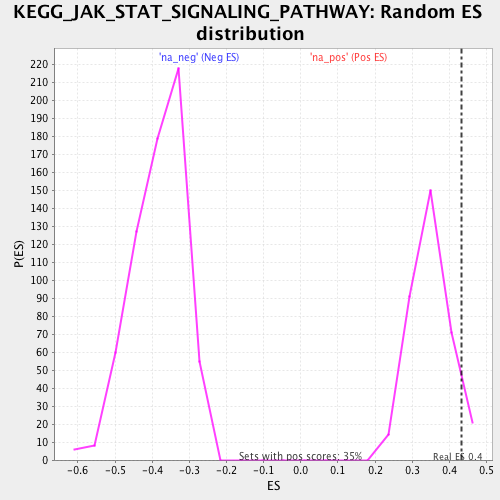 KEGG_JAK_STAT_SIGNALING_PATHWAY: Random ES
distribution
'na_neg' (Neg ES)
'na_pos' (Pos ES)
220
210
200
190
180
170
160
150
140
130
120
110
100
90
80
70
60
50
40
30
20
10
0
P(ES)
Sets with pos scores: 35%
Real ES 0.4
-0.6 -0.5 -0.4 -0.3 -0.2 -0.1 0.0 0.1 0.2 0.3 0.4 0.5
ES